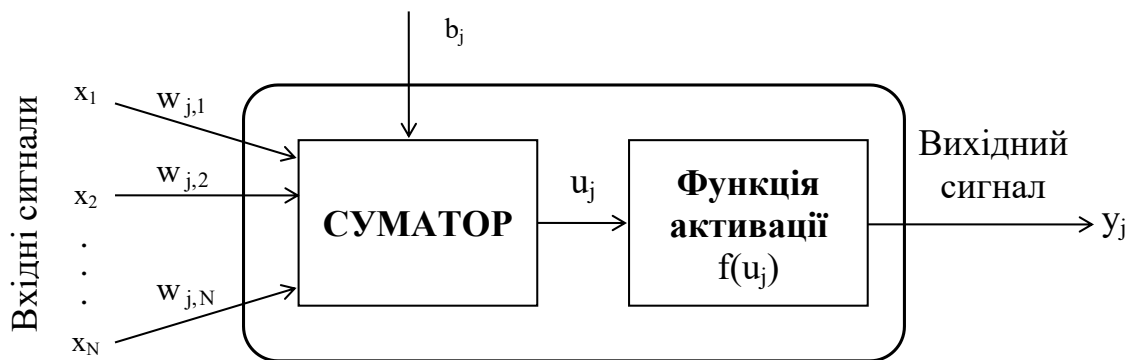 b_j
Вхідні сигнали
x_1
w_{j,1}
x_2
w_{j,2}
.
.
.
w_{j,N}
x_N
СУМАТОР
u_j
Функція
активації
f(u_j)
Вихідний
сигнал
y_j